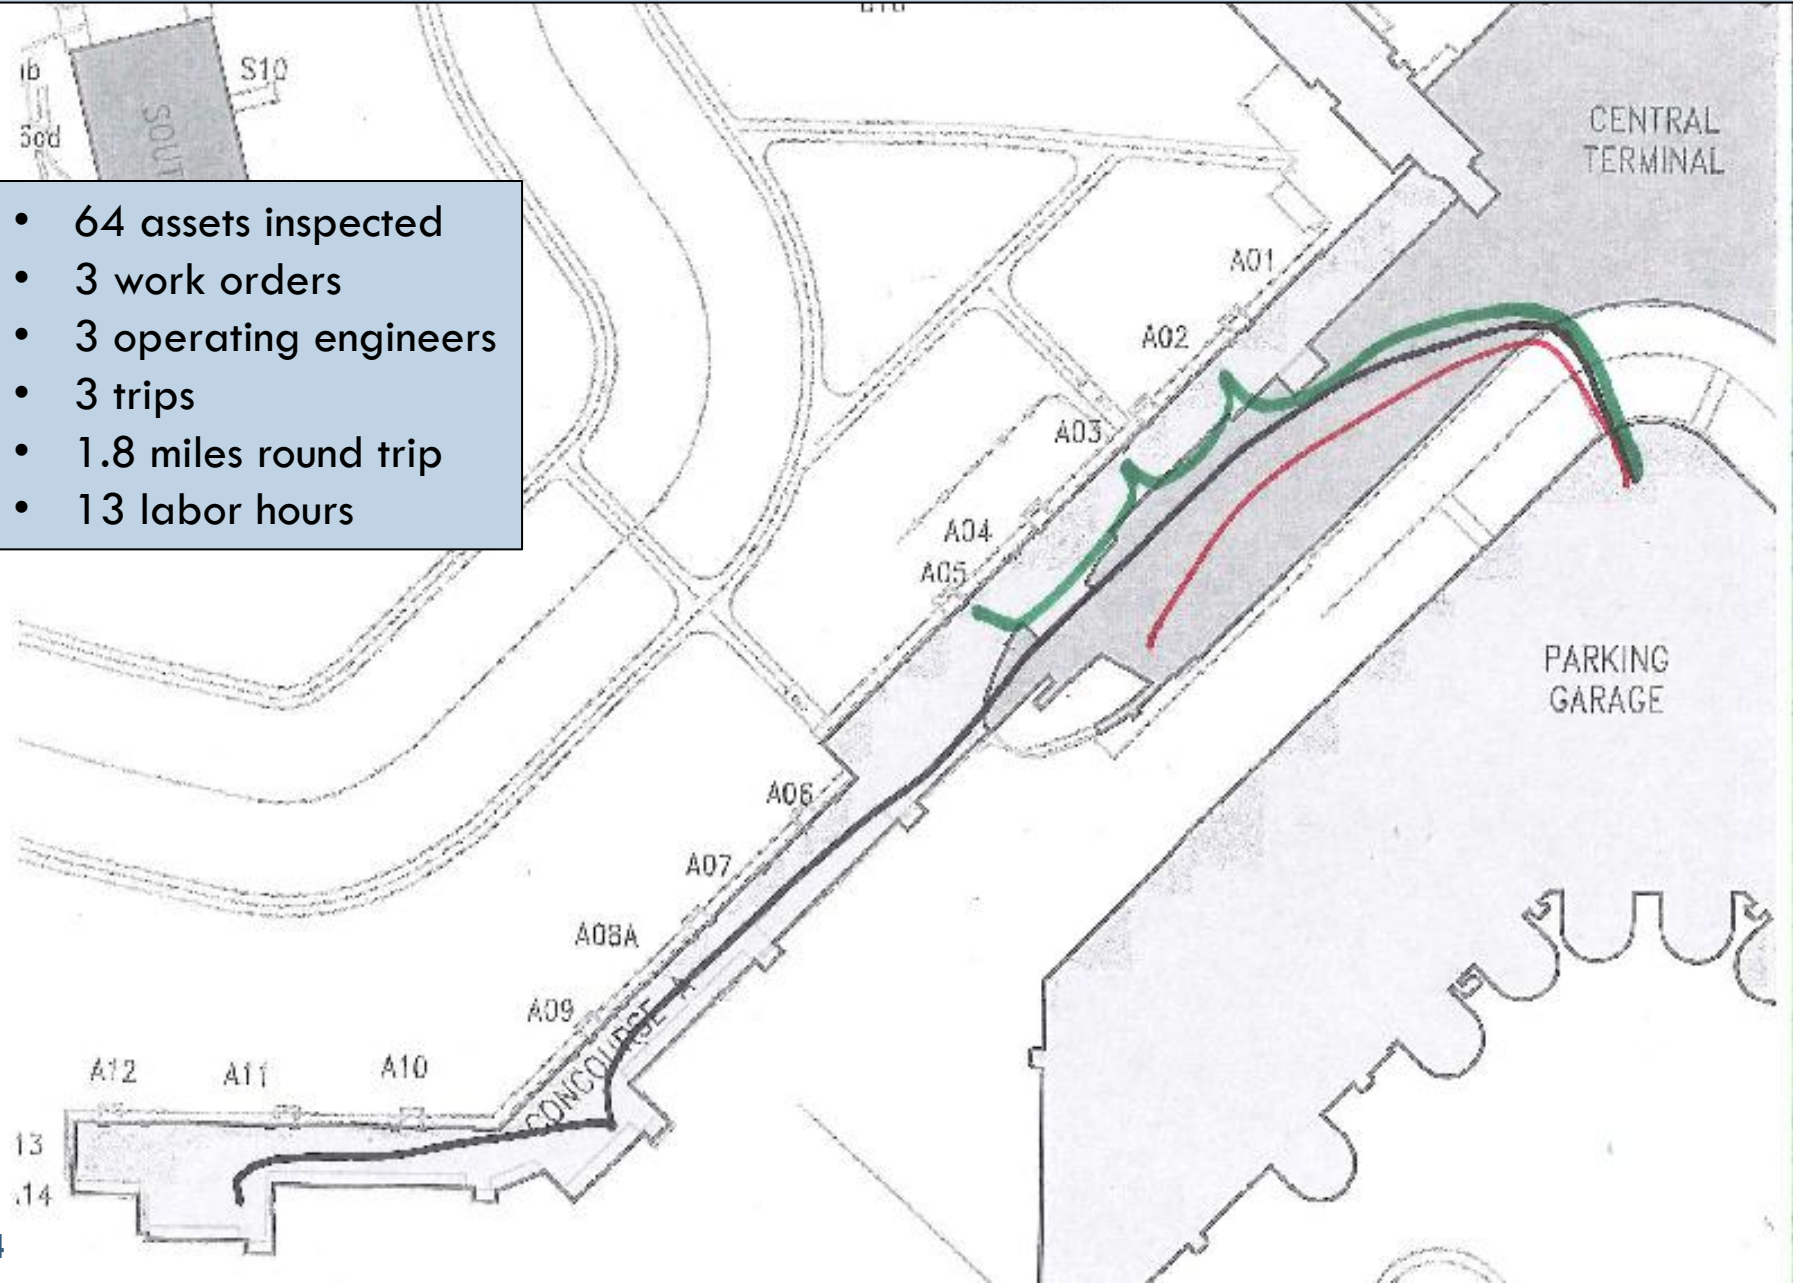 S10
CENTRAL
TERMINAL
• 64 assets inspected
• 3 work orders
• 3 operating engineers
• 3 trips
• 1.8 miles round trip
• 13 labor hours
A01
A02
A03
A04
A05
PARKING
GARAGE
A06
A07
A08A
A09
CONCOURSE A
A12
A11
A10
13
14
4